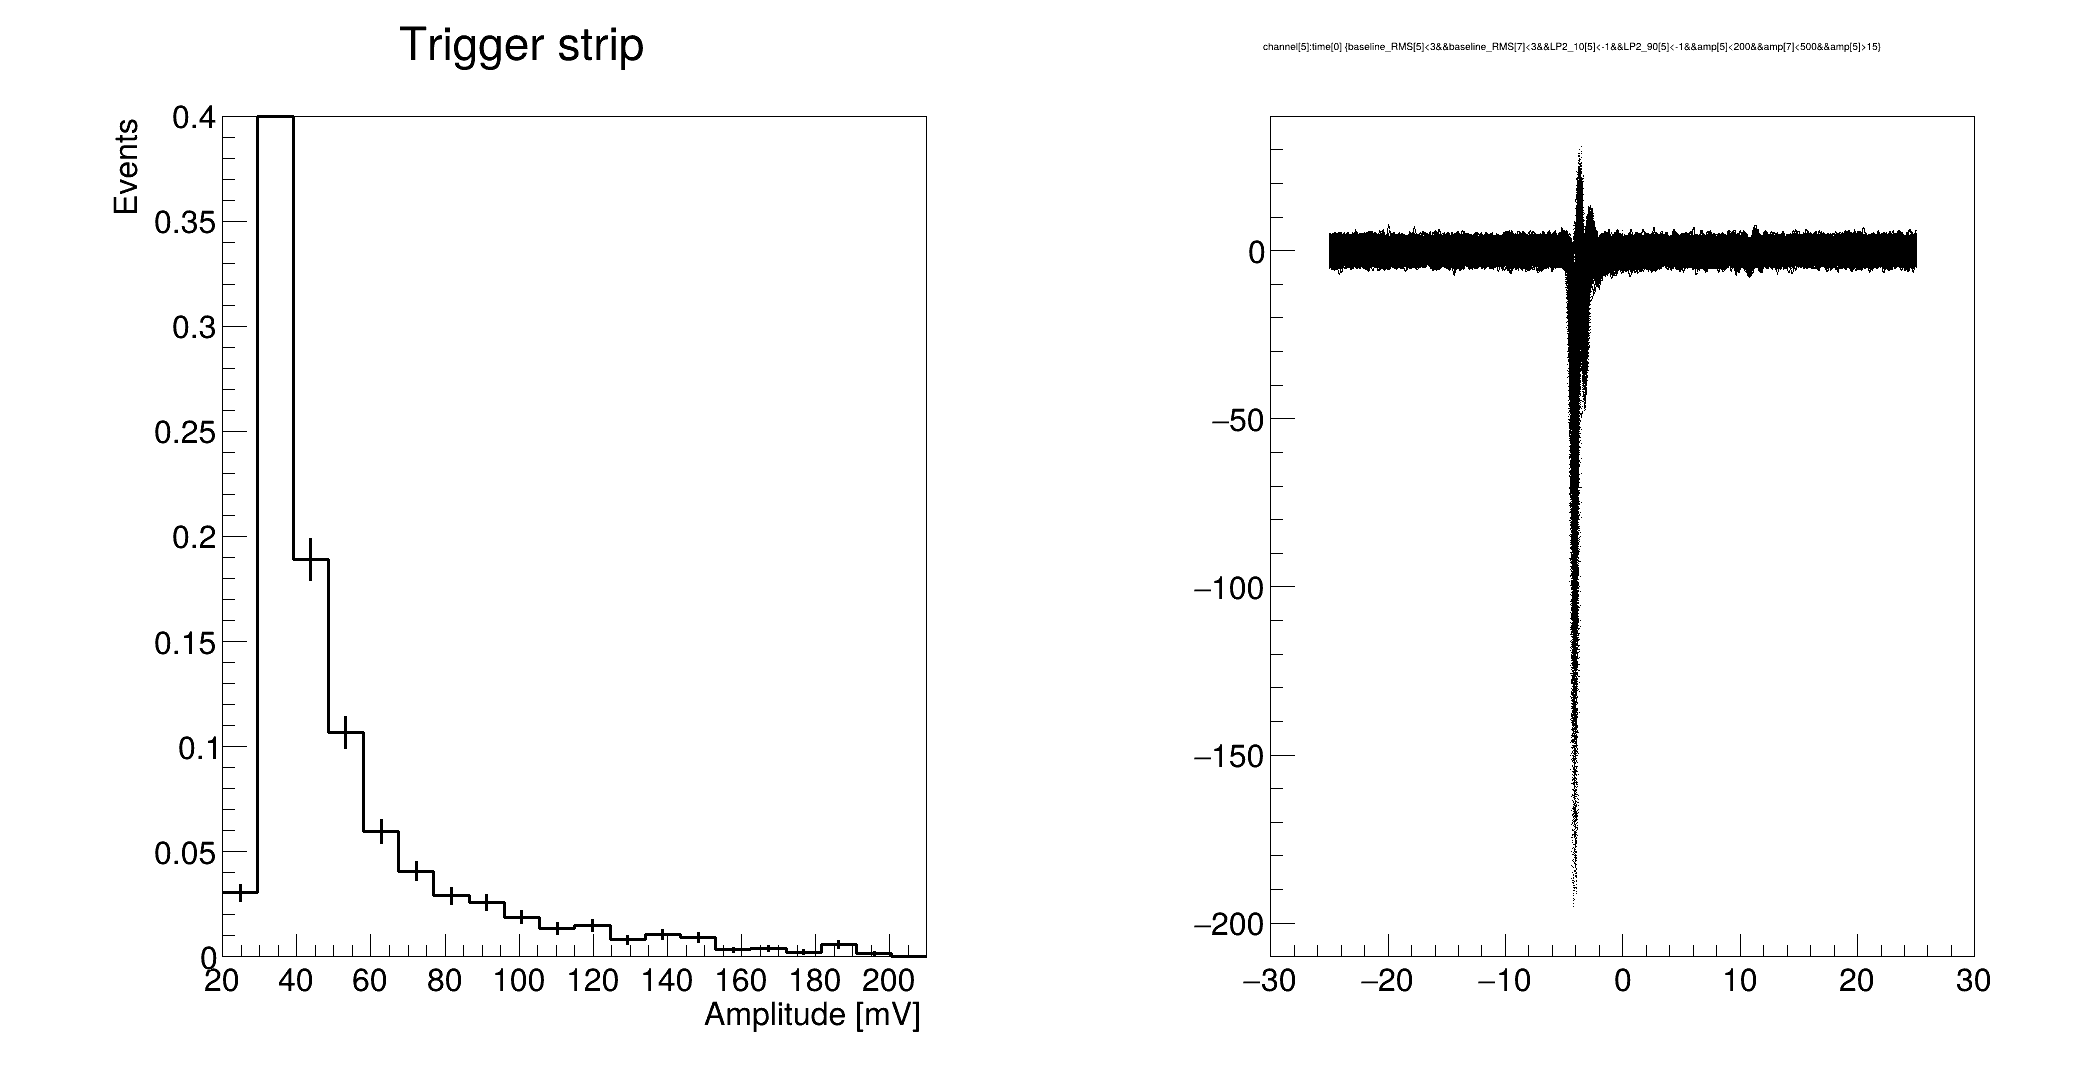 Trigger strip
Events
0.4
0.35
0.3
0.25
0.2
0.15
0.1
0.05
0
20 40 60 80 100 120 140 160 180 200
Amplitude [mV]
channel[5]:time[0] {baseline_RMS[5]<3&&baseline_RMS[7]<3&&LP2_10[5]<-1&&LP2_90[5]<-1&&amp[5]<200&&amp[7]<500&&amp[5]>15}
0
−50
−100
−150
−200
−30 −20 −10 0 10 20 30